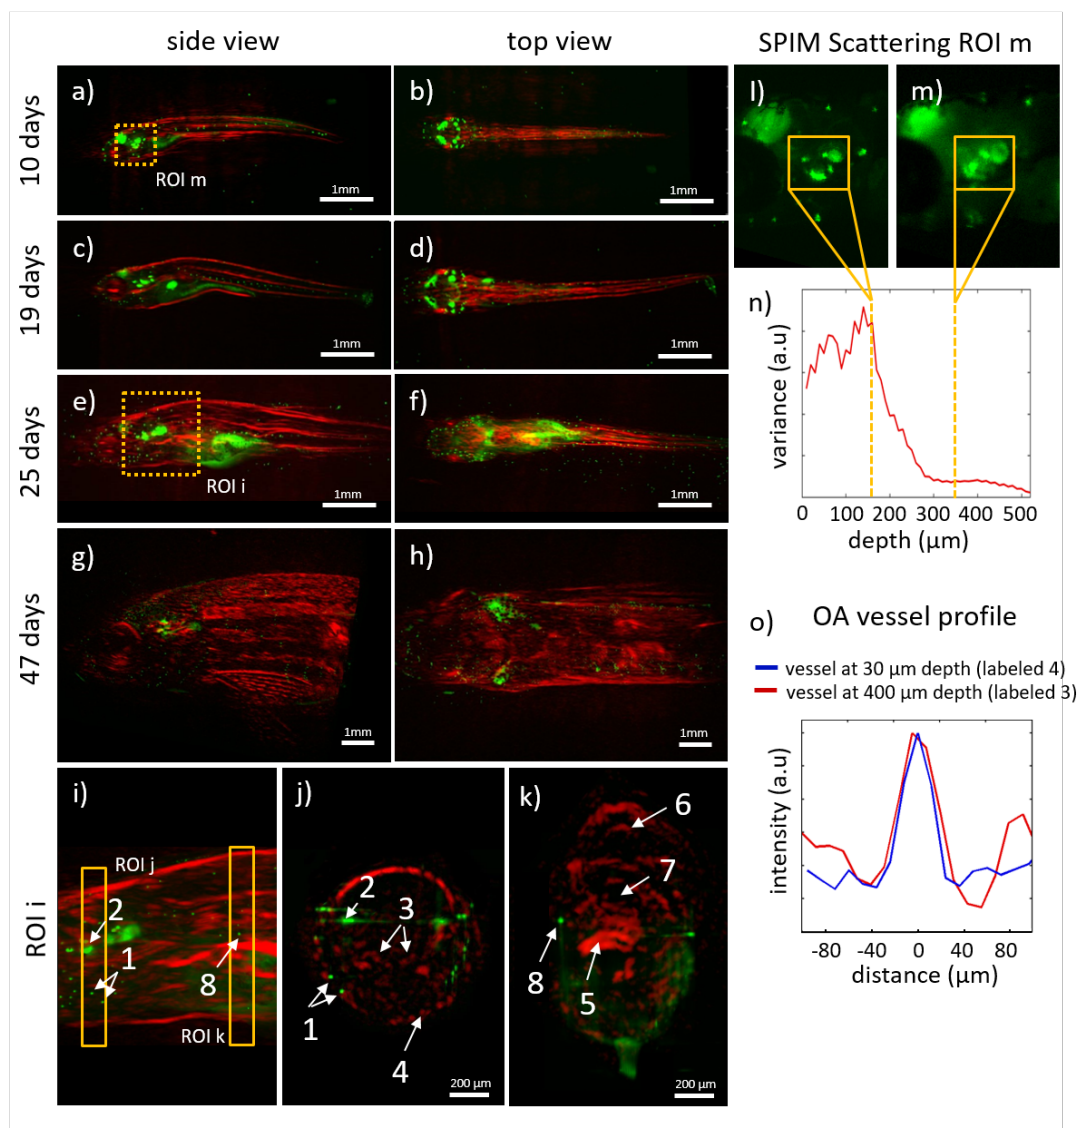 side view
top view
SPIM Scattering ROI m
10 days
a)
ROI m
1mm
b)
1mm
l)
m)
19 days
c)
1mm
d)
1mm
n)
variance (a.u)
0 100 200 300 400 500
depth (µm)
25 days
e)
ROI i
1mm
f)
1mm
47 days
g)
1mm
h)
1mm
o) OA vessel profile
vessel at 30 µm depth (labeled 4)
vessel at 400 µm depth (labeled 3)
intensity (a.u)
-80 -40 0 40 80
distance (µm)
ROI i
i)
ROI j
2
1
8
ROI k
j)
2
3
1
4
200 µm
k)
6
7
8
5
200 µm